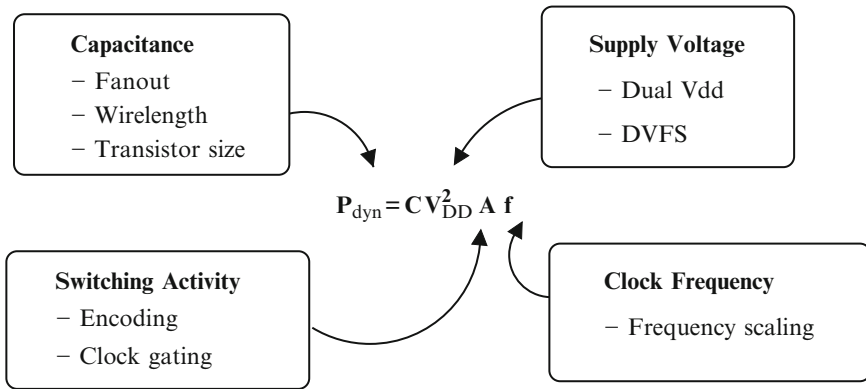 Capacitance
− Fanout
− Wirelength
− Transistor size
Supply Voltage
− Dual Vdd
− DVFS
P_dyn = CV²_DD A f
Switching Activity
− Encoding
− Clock gating
Clock Frequency
− Frequency scaling